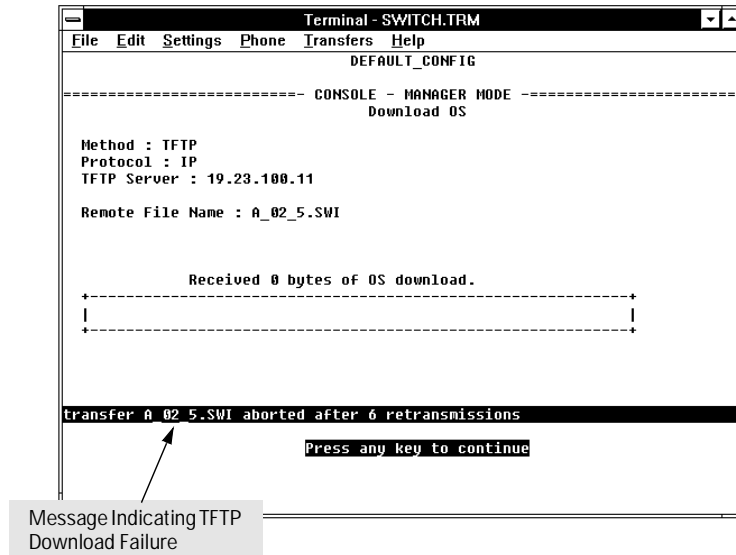 Terminal - SWITCH.TRM
File Edit Settings Phone Transfers Help
DEFAULT_CONFIG
==========================- CONSOLE - MANAGER MODE -========================
Download OS
Method : TFTP
Protocol : IP
TFTP Server : 19.23.100.11
Remote File Name : A_02_5.SWI
Received 0 bytes of OS download.
+----------------------------------------------------------------+
| |
+----------------------------------------------------------------+
transfer A_02_5.SWI aborted after 6 retransmissions
Press any key to continue
Message Indicating TFTP
Download Failure